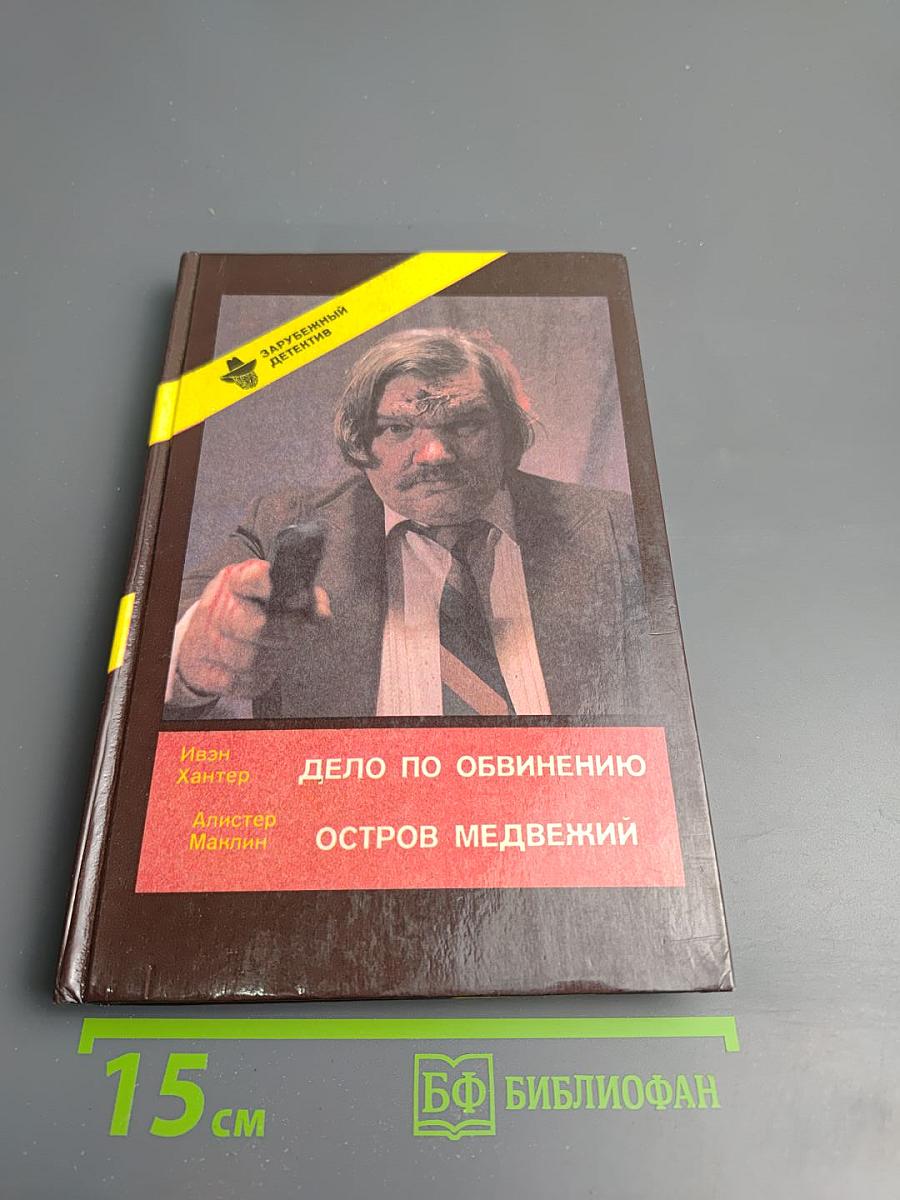 ЗАРУБЕЖНЫЙ
ДЕТЕКТИВ
Ивэн
Хантер
ДЕЛО ПО ОБВИНЕНИЮ
Алистер
Маклин
ОСТРОВ МЕДВЕЖИЙ
15 см
БФ БИБЛИОФАН